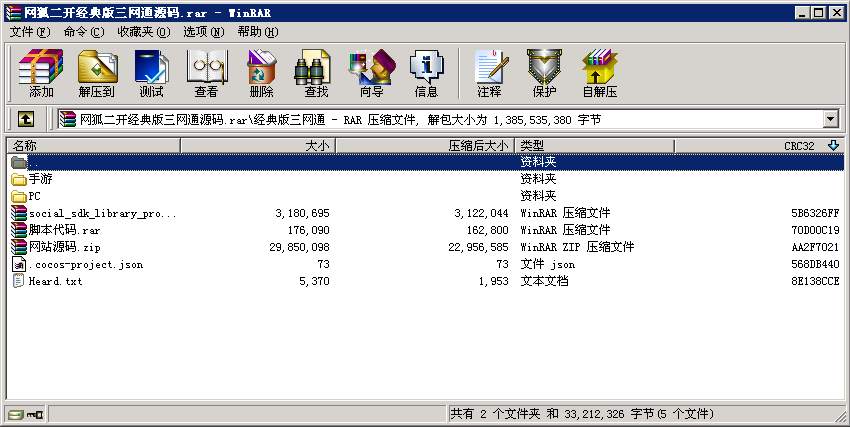 网狐二开经典版三网通源码.rar - WinRAR
文件(F) 命令(C) 收藏夹(O) 选项(N) 帮助(H)
添加 解压到 测试 查看 删除 查找 向导 信息 注释 保护 自解压
网狐二开经典版三网通源码.rar\经典版三网通 - RAR 压缩文件, 解包大小为 1,385,535,380 字节
名称 大小 压缩后大小 类型 CRC32
.. 资料夹
手游 资料夹
PC 资料夹
social_sdk_library_pro... 3,180,695 3,122,044 WinRAR 压缩文件 5B6326FF
脚本代码.rar 176,090 162,800 WinRAR 压缩文件 70D00C19
网站源码.zip 29,850,098 22,956,585 WinRAR ZIP 压缩文件 AA2F7021
.cocos-project.json 73 73 文件 json 568DB440
Heard.txt 5,370 1,953 文本文档 8E138CCE
共有 2 个文件夹 和 33,212,326 字节(5 个文件)